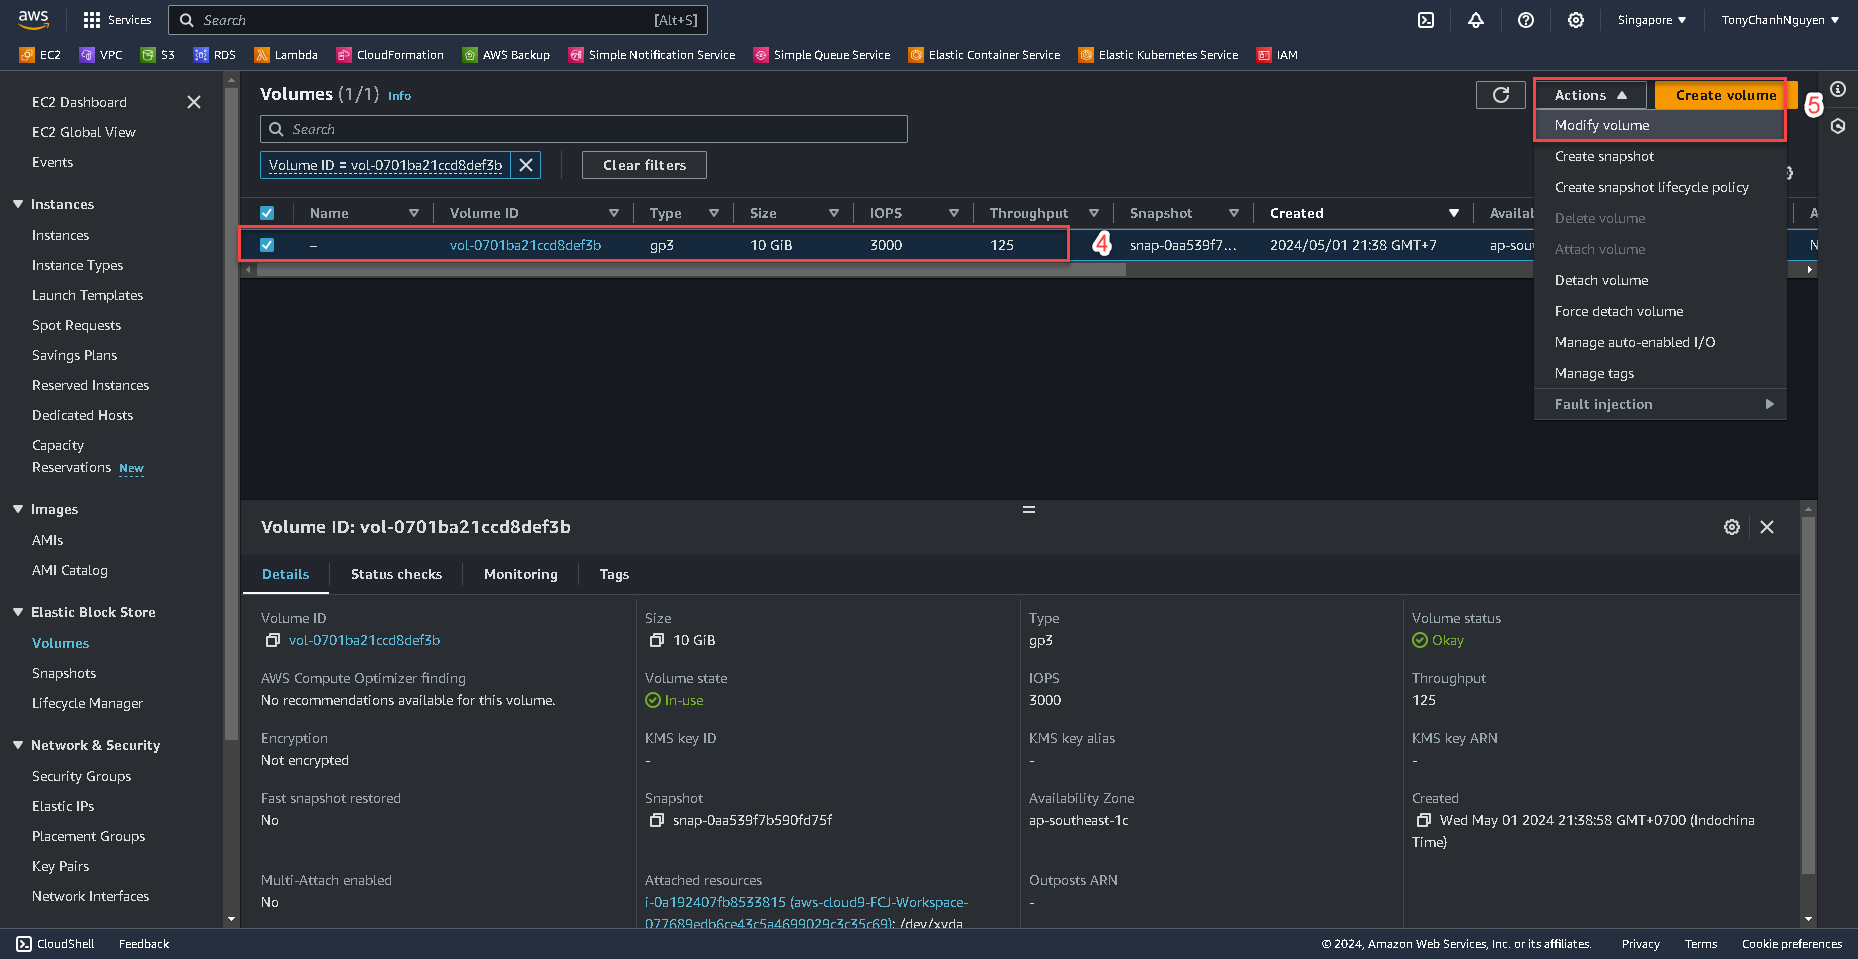 aws Services Search [Alt+S] Singapore TonyChanhNguyen
EC2 VPC S3 RDS Lambda CloudFormation AWS Backup Simple Notification Service Simple Queue Service Elastic Container Service Elastic Kubernetes Service IAM
EC2 Dashboard
EC2 Global View
Events
Instances
Instances
Instance Types
Launch Templates
Spot Requests
Savings Plans
Reserved Instances
Dedicated Hosts
Capacity
Reservations New
Images
AMIs
AMI Catalog
Elastic Block Store
Volumes
Snapshots
Lifecycle Manager
Network & Security
Security Groups
Elastic IPs
Placement Groups
Key Pairs
Network Interfaces
Volumes (1/1) Info
Actions Create volume 5
Search
Volume ID = vol-0701ba21ccd8def3b Clear filters
Modify volume
Create snapshot
Create snapshot lifecycle policy
Delete volume
Attach volume
Detach volume
Force detach volume
Manage auto-enabled I/O
Manage tags
Fault injection
Name Volume ID Type Size IOPS Throughput Snapshot Created Availab A
– vol-0701ba21ccd8def3b gp3 10 GiB 3000 125 4 snap-0aa539f7... 2024/05/01 21:38 GMT+7 ap-sou N
Volume ID: vol-0701ba21ccd8def3b
Details Status checks Monitoring Tags
Volume ID Size Type Volume status
vol-0701ba21ccd8def3b 10 GiB gp3 Okay
AWS Compute Optimizer finding Volume state IOPS Throughput
No recommendations available for this volume. In-use 3000 125
Encryption KMS key ID KMS key alias KMS key ARN
Not encrypted - - -
Fast snapshot restored Snapshot Availability Zone Created
No snap-0aa539f7b590fd75f ap-southeast-1c Wed May 01 2024 21:38:58 GMT+0700 (Indochina
Time)
Multi-Attach enabled Attached resources Outposts ARN
No i-0a192407fb8533815 (aws-cloud9-FCJ-Workspace- -
077689edb6ce43c5a4699029c3c35c69): /dev/xvda
CloudShell Feedback © 2024, Amazon Web Services, Inc. or its affiliates. Privacy Terms Cookie preferences